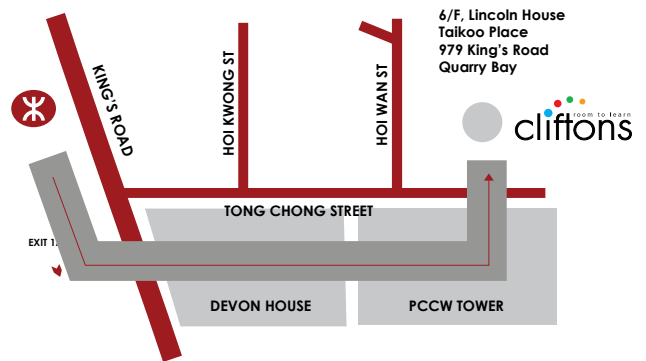 6/F, Lincoln House
Taikoo Place
979 King's Road
Quarry Bay
room to learn
cliftons
KING'S ROAD
HOI KWONG ST
HOI WAN ST
TONG CHONG STREET
EXIT
DEVON HOUSE
PCCW TOWER